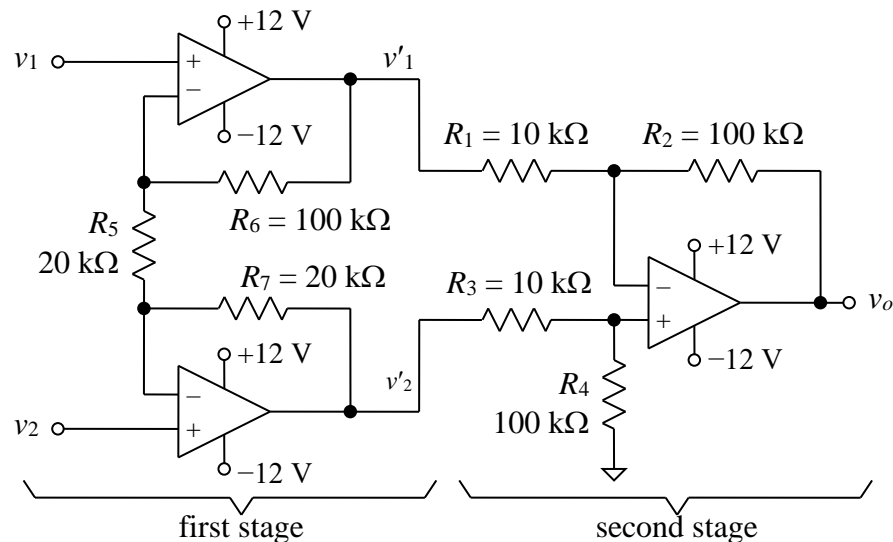 +12 V
v1
+
v′1
−
−12 V
R1 = 10 kΩ
R2 = 100 kΩ
R6 = 100 kΩ
R5
20 kΩ
+12 V
R7 = 20 kΩ
R3 = 10 kΩ
−
vo
+
+12 V
−12 V
v′2
R4
−
100 kΩ
v2
+
−12 V
first stage
second stage